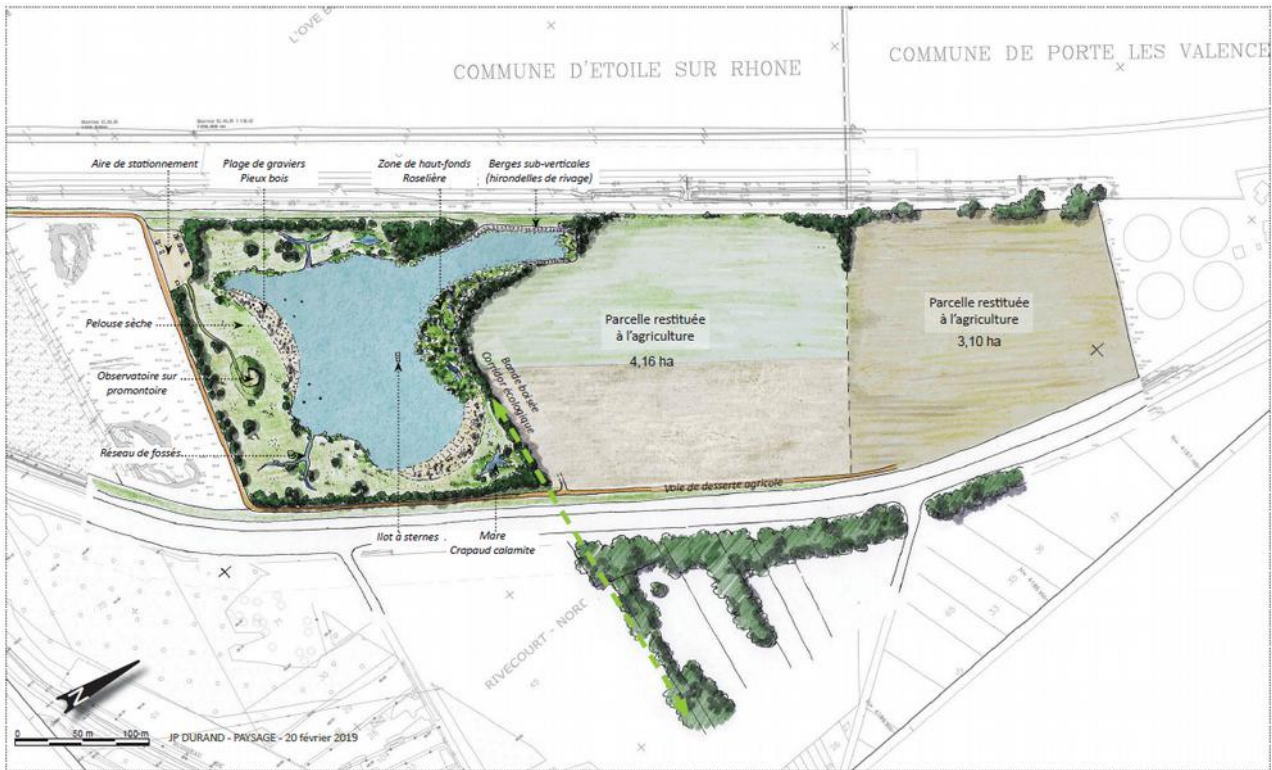 L'OVE
COMMUNE D'ETOILE SUR RHONE
COMMUNE DE PORTE LES VALENCE
Aire de stationnement
Plage de graviers
Pieux bois
Zone de haut-fonds
Roselière
Berges sub-verticales
(hirondelles de rivage)
Pelouse sèche
Observatoire sur
promontoire
Réseau de fossés
Parcelle restituée
à l'agriculture
4,16 ha
Parcelle restituée
à l'agriculture
3,10 ha
Bande boisée
Corridor écologique
Voie de desserte agricole
Ilot à sternes
Mare
Crapaud calamite
RIVECOURT - NORD
N
0 50 m 100 m
JP DURAND - PAYSAGE - 20 février 2019